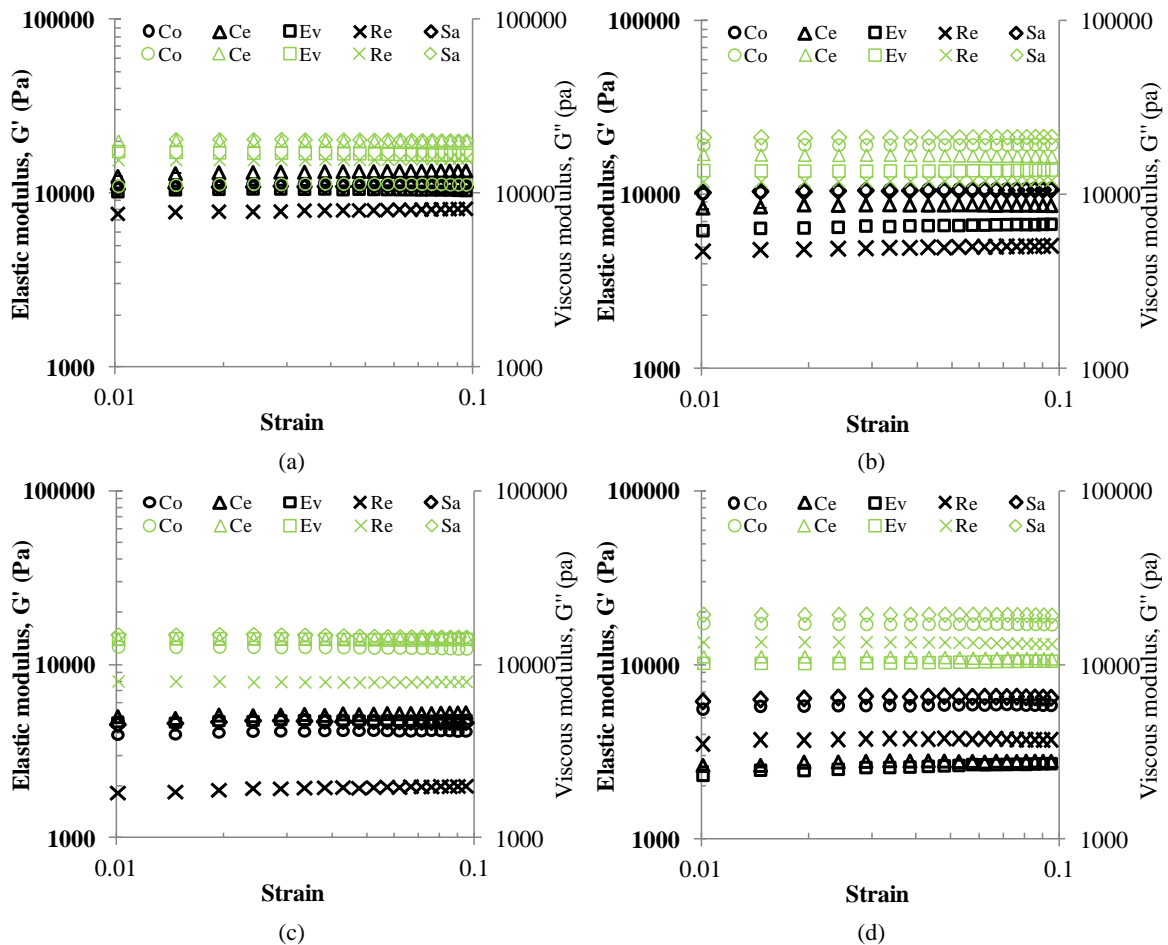 100000
100000
Co Ce Ev Re Sa
Co Ce Ev Re Sa
10000
10000
1000
1000
0.01
0.1
Elastic modulus, G' (Pa)
Viscous modulus, G" (pa)
Strain
(a)
100000
100000
Co Ce Ev Re Sa
Co Ce Ev Re Sa
10000
10000
1000
1000
0.01
0.1
Elastic modulus, G' (Pa)
Viscous modulus, G" (pa)
Strain
(b)
100000
100000
Co Ce Ev Re Sa
Co Ce Ev Re Sa
10000
10000
1000
1000
0.01
0.1
Elastic modulus, G' (Pa)
Viscous modulus, G" (pa)
Strain
(c)
100000
100000
Co Ce Ev Re Sa
Co Ce Ev Re Sa
10000
10000
1000
1000
0.01
0.1
Elastic modulus, G' (Pa)
Viscous modulus, G" (pa)
Strain
(d)